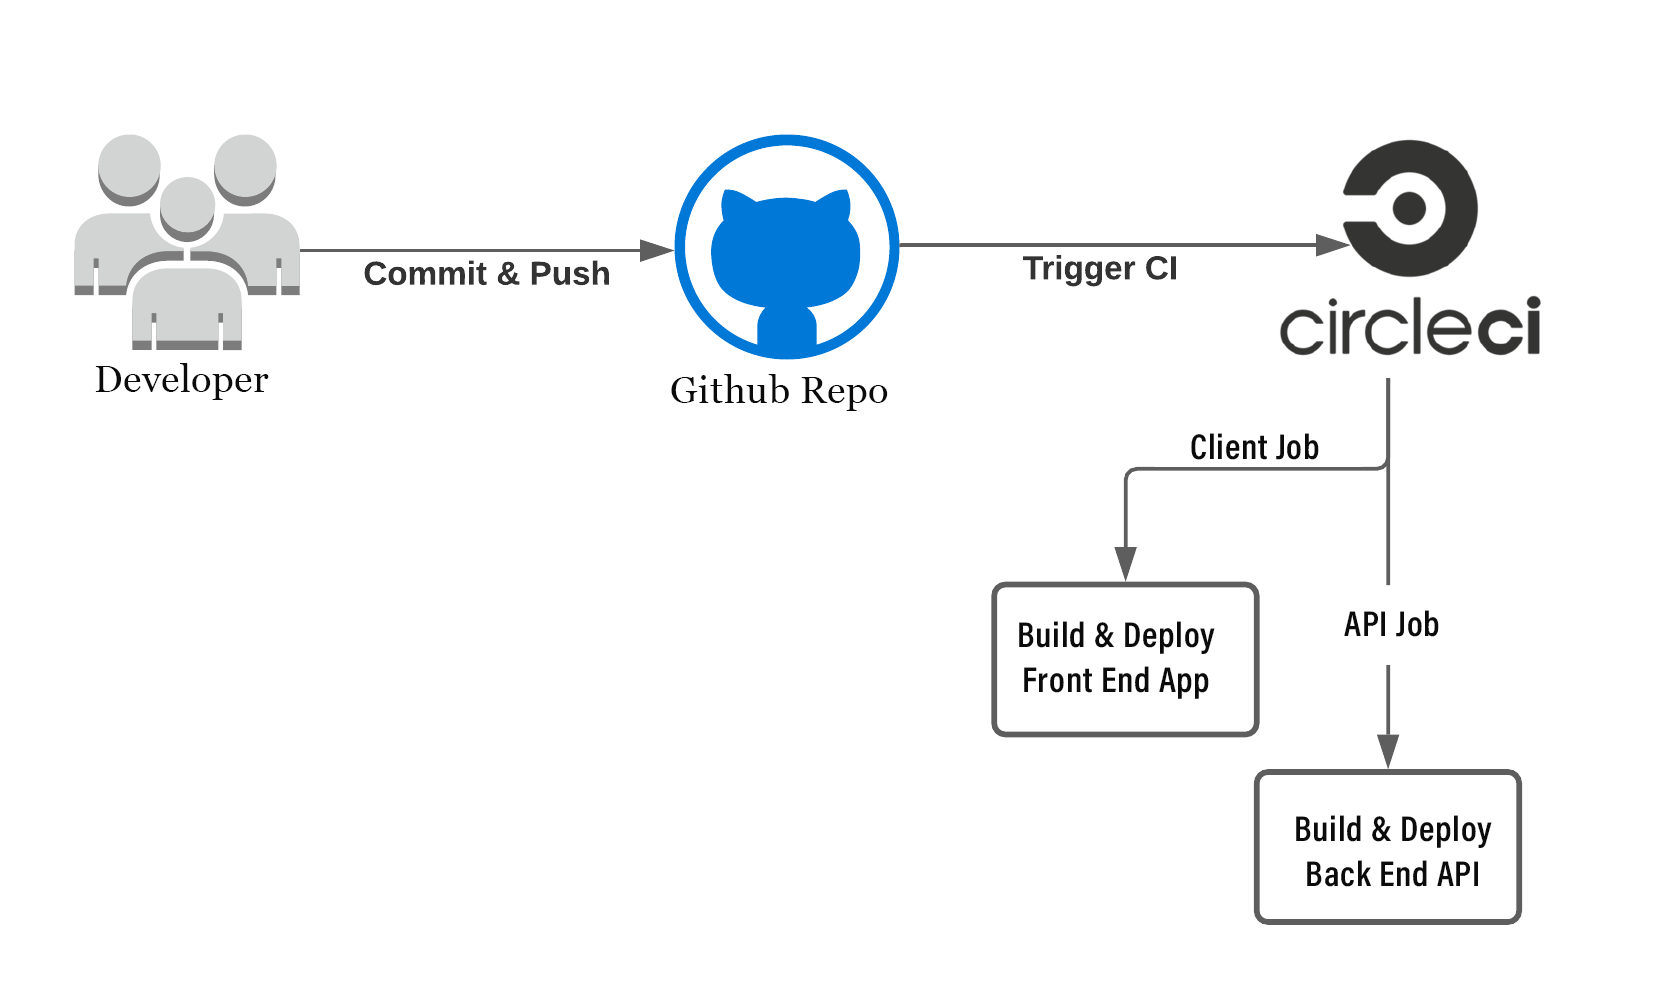 Commit & Push
Trigger CI
circleci
Developer
Github Repo
Client Job
API Job
Build & Deploy
Front End App
Build & Deploy
Back End API